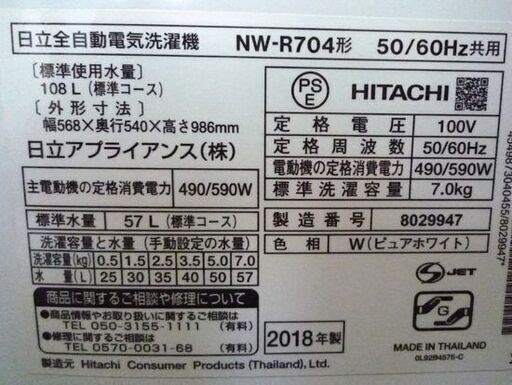 日立全自動電気洗濯機 NW-R704形 50/60Hz共用
〔標準使用水量〕
108 L (標準コース)
〔外形寸法〕
幅568×奥行540×高さ986mm
日立アプライアンス(株)
主電動機の定格消費電力 490/590W
標準水量 57 L (標準コース)
洗濯容量と水量 (手動設定の水量)
洗濯容量(kg) 0.5 1.5 2.5 3.5 5.0 7.0
水量(L) 25 30 35 40 50 57
商品に関するご相談や修理について
●商品情報やお取り扱いに関するご相談
TEL 050-3155-1111 (有料)
●修理に関するご相談
TEL 0570-0031-68 (有料)
製造元 Hitachi Consumer Products (Thailand), Ltd.
PS
E
HITACHI
定格電圧 100V
定格周波数 50/60Hz
電動機の定格消費電力 490/590W
標準洗濯容量 7.0kg
製造番号 8029947
色相 W(ピュアホワイト)
2018年製
S JET
G
MADE IN THAILAND
0L92B4575-C